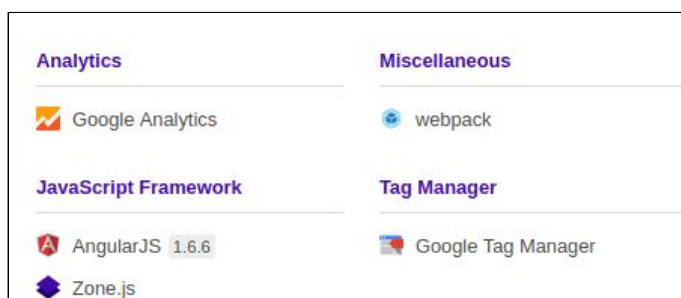 Analytics
Google Analytics
JavaScript Framework
AngularJS 1.6.6
Zone.js
Miscellaneous
webpack
Tag Manager
Google Tag Manager